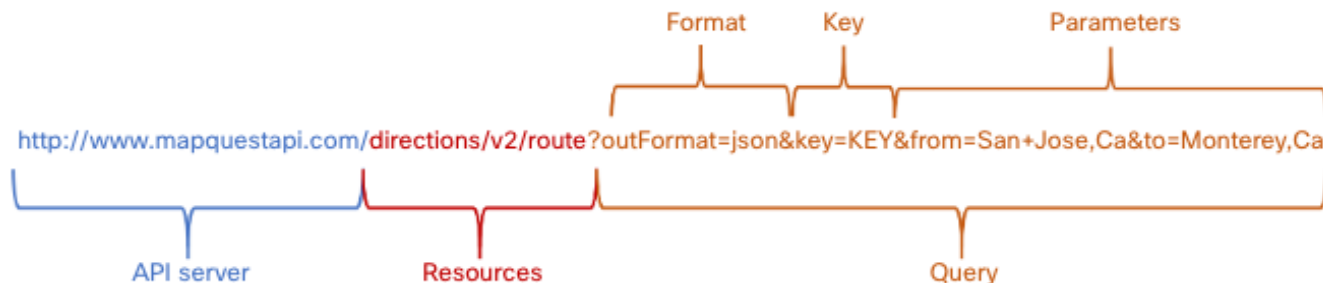 Format Key Parameters
http://www.mapquestapi.com/directions/v2/route?outFormat=json&key=KEY&from=San+Jose,Ca&to=Monterey,Ca
API server Resources Query